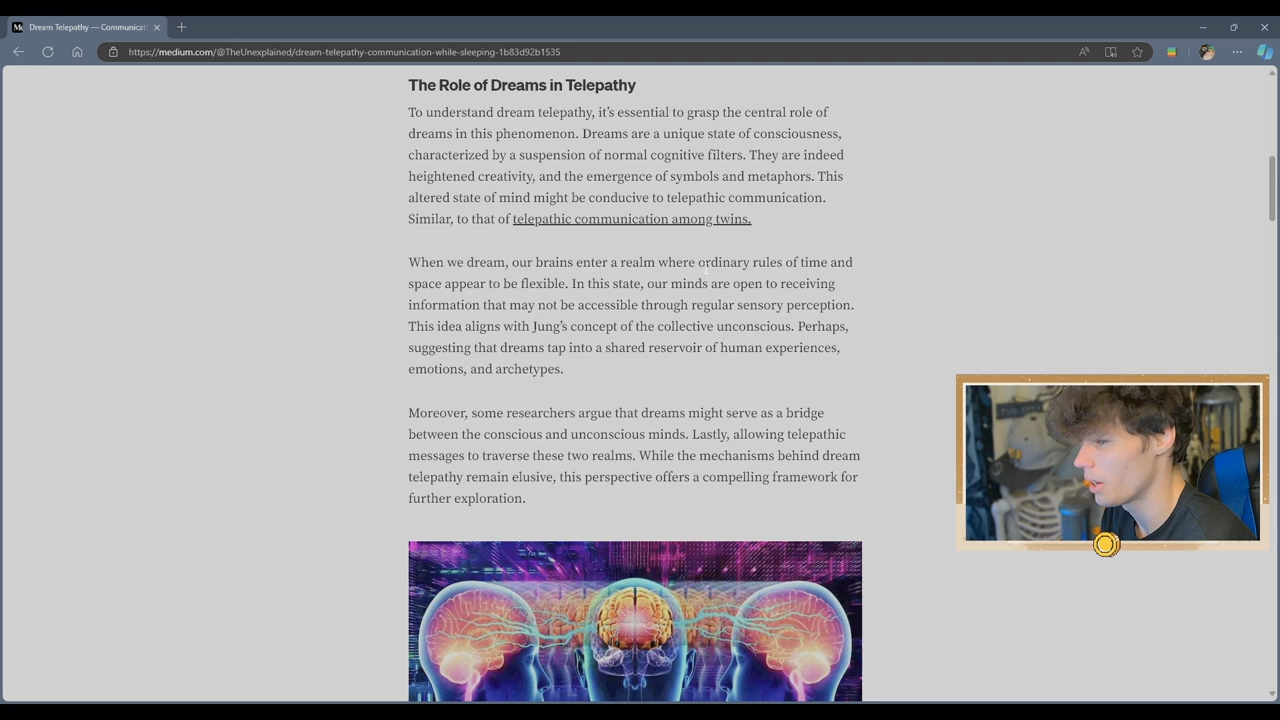 Dream Telepathy — Communicati
https://medium.com/@TheUnexplained/dream-telepathy-communication-while-sleeping-1b83d92b1535
The Role of Dreams in Telepathy
To understand dream telepathy, it's essential to grasp the central role of
dreams in this phenomenon. Dreams are a unique state of consciousness,
characterized by a suspension of normal cognitive filters. They are indeed
heightened creativity, and the emergence of symbols and metaphors. This
altered state of mind might be conducive to telepathic communication.
Similar, to that of telepathic communication among twins.
When we dream, our brains enter a realm where ordinary rules of time and
space appear to be flexible. In this state, our minds are open to receiving
information that may not be accessible through regular sensory perception.
This idea aligns with Jung's concept of the collective unconscious. Perhaps,
suggesting that dreams tap into a shared reservoir of human experiences,
emotions, and archetypes.
Moreover, some researchers argue that dreams might serve as a bridge
between the conscious and unconscious minds. Lastly, allowing telepathic
messages to traverse these two realms. While the mechanisms behind dream
telepathy remain elusive, this perspective offers a compelling framework for
further exploration.